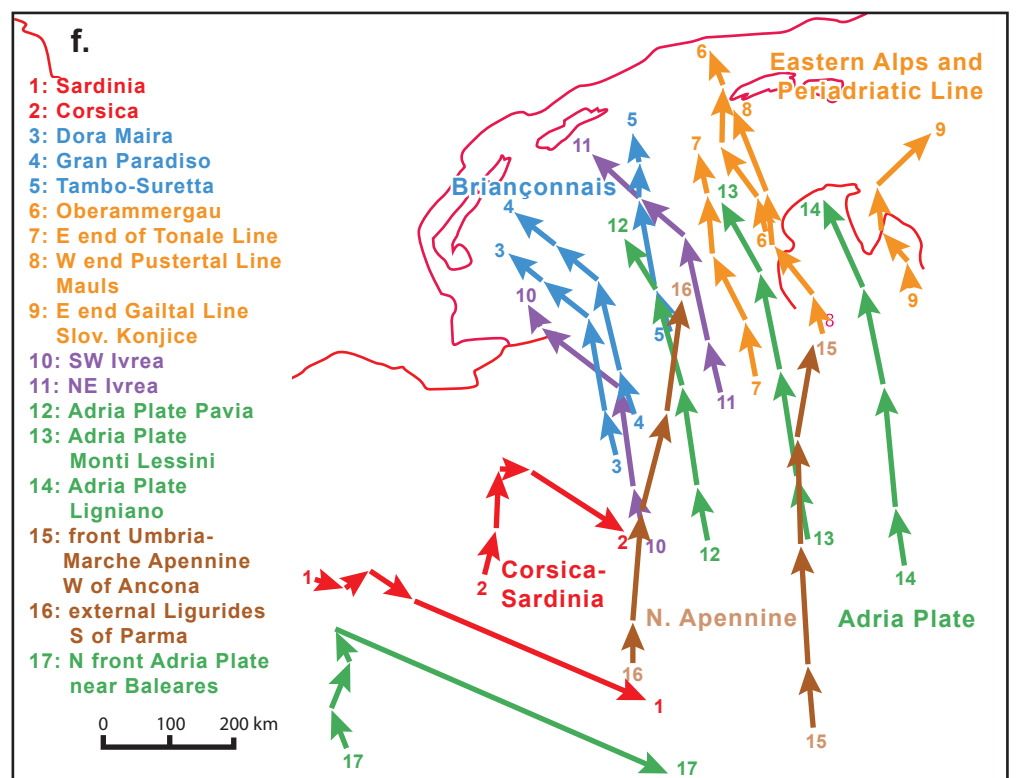 f.
1: Sardinia
2: Corsica
3: Dora Maira
4: Gran Paradiso
5: Tambo-Suretta
6: Oberammergau
7: E end of Tonale Line
8: W end Pustertal Line
Mauls
9: E end Gailtal Line
Slov. Konjice
10: SW Ivrea
11: NE Ivrea
12: Adria Plate Pavia
13: Adria Plate
Monti Lessini
14: Adria Plate
Ligniano
15: front Umbria-
Marche Apennine
W of Ancona
16: external Ligurides
S of Parma
17: N front Adria Plate
near Baleares
0 100 200 km
Eastern Alps and
Periadriatic Line
Briançonnais
Corsica-
Sardinia
N. Apennine
Adria Plate
6
8
5
9
11
7
13
4
14
12
3
6
16
9
10
5
8
15
7
11
4
3
2
10
12
13
1
2
14
16
1
15
17
17